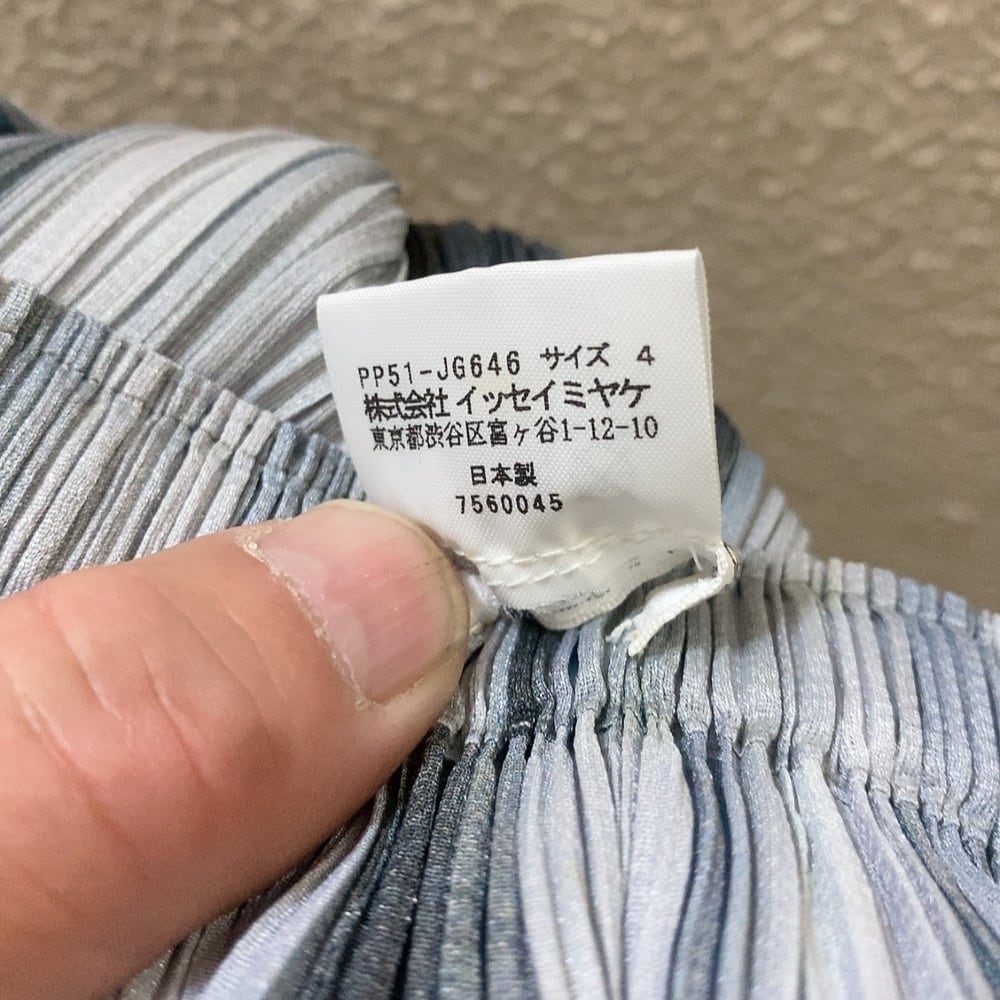 PP51-JG646 サイズ 4
株式会社 イッセイミヤケ
東京都渋谷区富ヶ谷1-12-10
日本製
7560045